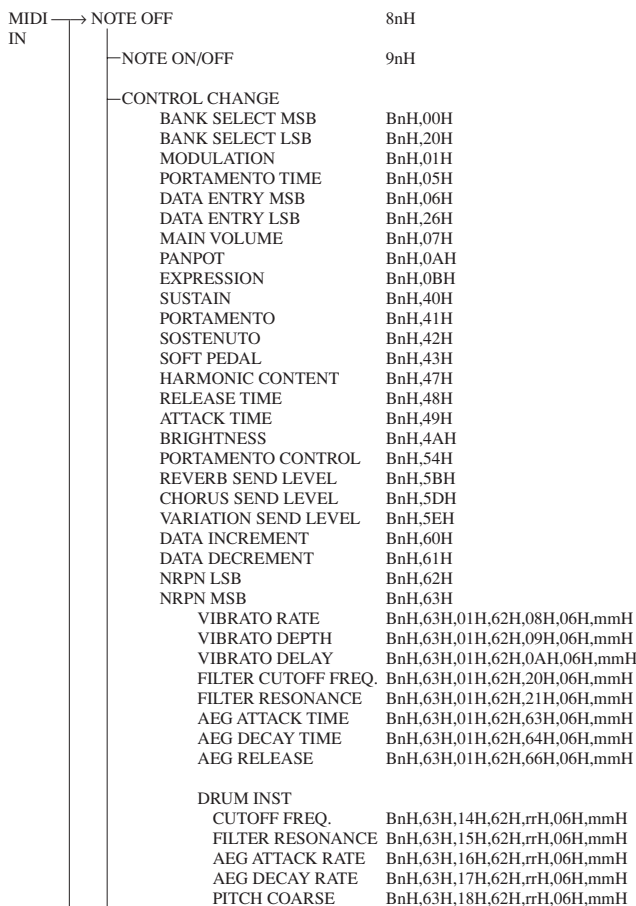 MIDI → NOTE OFF 8nH
IN
NOTE ON/OFF 9nH
CONTROL CHANGE
BANK SELECT MSB BnH,00H
BANK SELECT LSB BnH,20H
MODULATION BnH,01H
PORTAMENTO TIME BnH,05H
DATA ENTRY MSB BnH,06H
DATA ENTRY LSB BnH,26H
MAIN VOLUME BnH,07H
PANPOT BnH,0AH
EXPRESSION BnH,0BH
SUSTAIN BnH,40H
PORTAMENTO BnH,41H
SOSTENUTO BnH,42H
SOFT PEDAL BnH,43H
HARMONIC CONTENT BnH,47H
RELEASE TIME BnH,48H
ATTACK TIME BnH,49H
BRIGHTNESS BnH,4AH
PORTAMENTO CONTROL BnH,54H
REVERB SEND LEVEL BnH,5BH
CHORUS SEND LEVEL BnH,5DH
VARIATION SEND LEVEL BnH,5EH
DATA INCREMENT BnH,60H
DATA DECREMENT BnH,61H
NRPN LSB BnH,62H
NRPN MSB BnH,63H
VIBRATO RATE BnH,63H,01H,62H,08H,06H,mmH
VIBRATO DEPTH BnH,63H,01H,62H,09H,06H,mmH
VIBRATO DELAY BnH,63H,01H,62H,0AH,06H,mmH
FILTER CUTOFF FREQ. BnH,63H,01H,62H,20H,06H,mmH
FILTER RESONANCE BnH,63H,01H,62H,21H,06H,mmH
AEG ATTACK TIME BnH,63H,01H,62H,63H,06H,mmH
AEG DECAY TIME BnH,63H,01H,62H,64H,06H,mmH
AEG RELEASE BnH,63H,01H,62H,66H,06H,mmH
DRUM INST
CUTOFF FREQ. BnH,63H,14H,62H,rrH,06H,mmH
FILTER RESONANCE BnH,63H,15H,62H,rrH,06H,mmH
AEG ATTACK RATE BnH,63H,16H,62H,rrH,06H,mmH
AEG DECAY RATE BnH,63H,17H,62H,rrH,06H,mmH
PITCH COARSE BnH,63H,18H,62H,rrH,06H,mmH